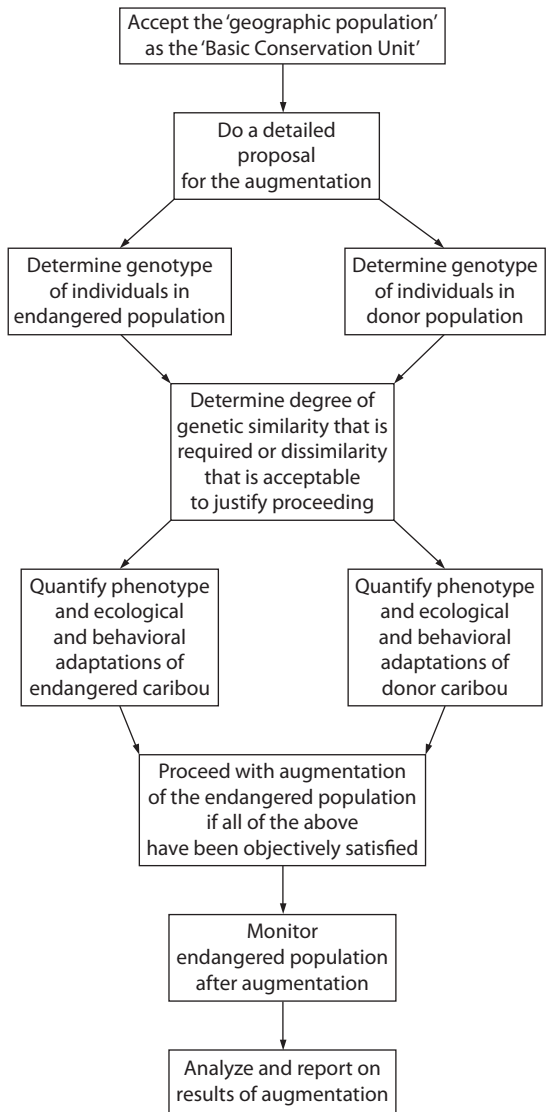 Accept the ‘geographic population’
as the ‘Basic Conservation Unit’
Do a detailed
proposal
for the augmentation
Determine genotype
of individuals in
endangered population
Determine genotype
of individuals in
donor population
Determine degree of
genetic similarity that is
required or dissimilarity
that is acceptable
to justify proceeding
Quantify phenotype
and ecological
and behavioral
adaptations of
endangered caribou
Quantify phenotype
and ecological
and behavioral
adaptations of
donor caribou
Proceed with augmentation
of the endangered population
if all of the above
have been objectively satisfied
Monitor
endangered population
after augmentation
Analyze and report on
results of augmentation